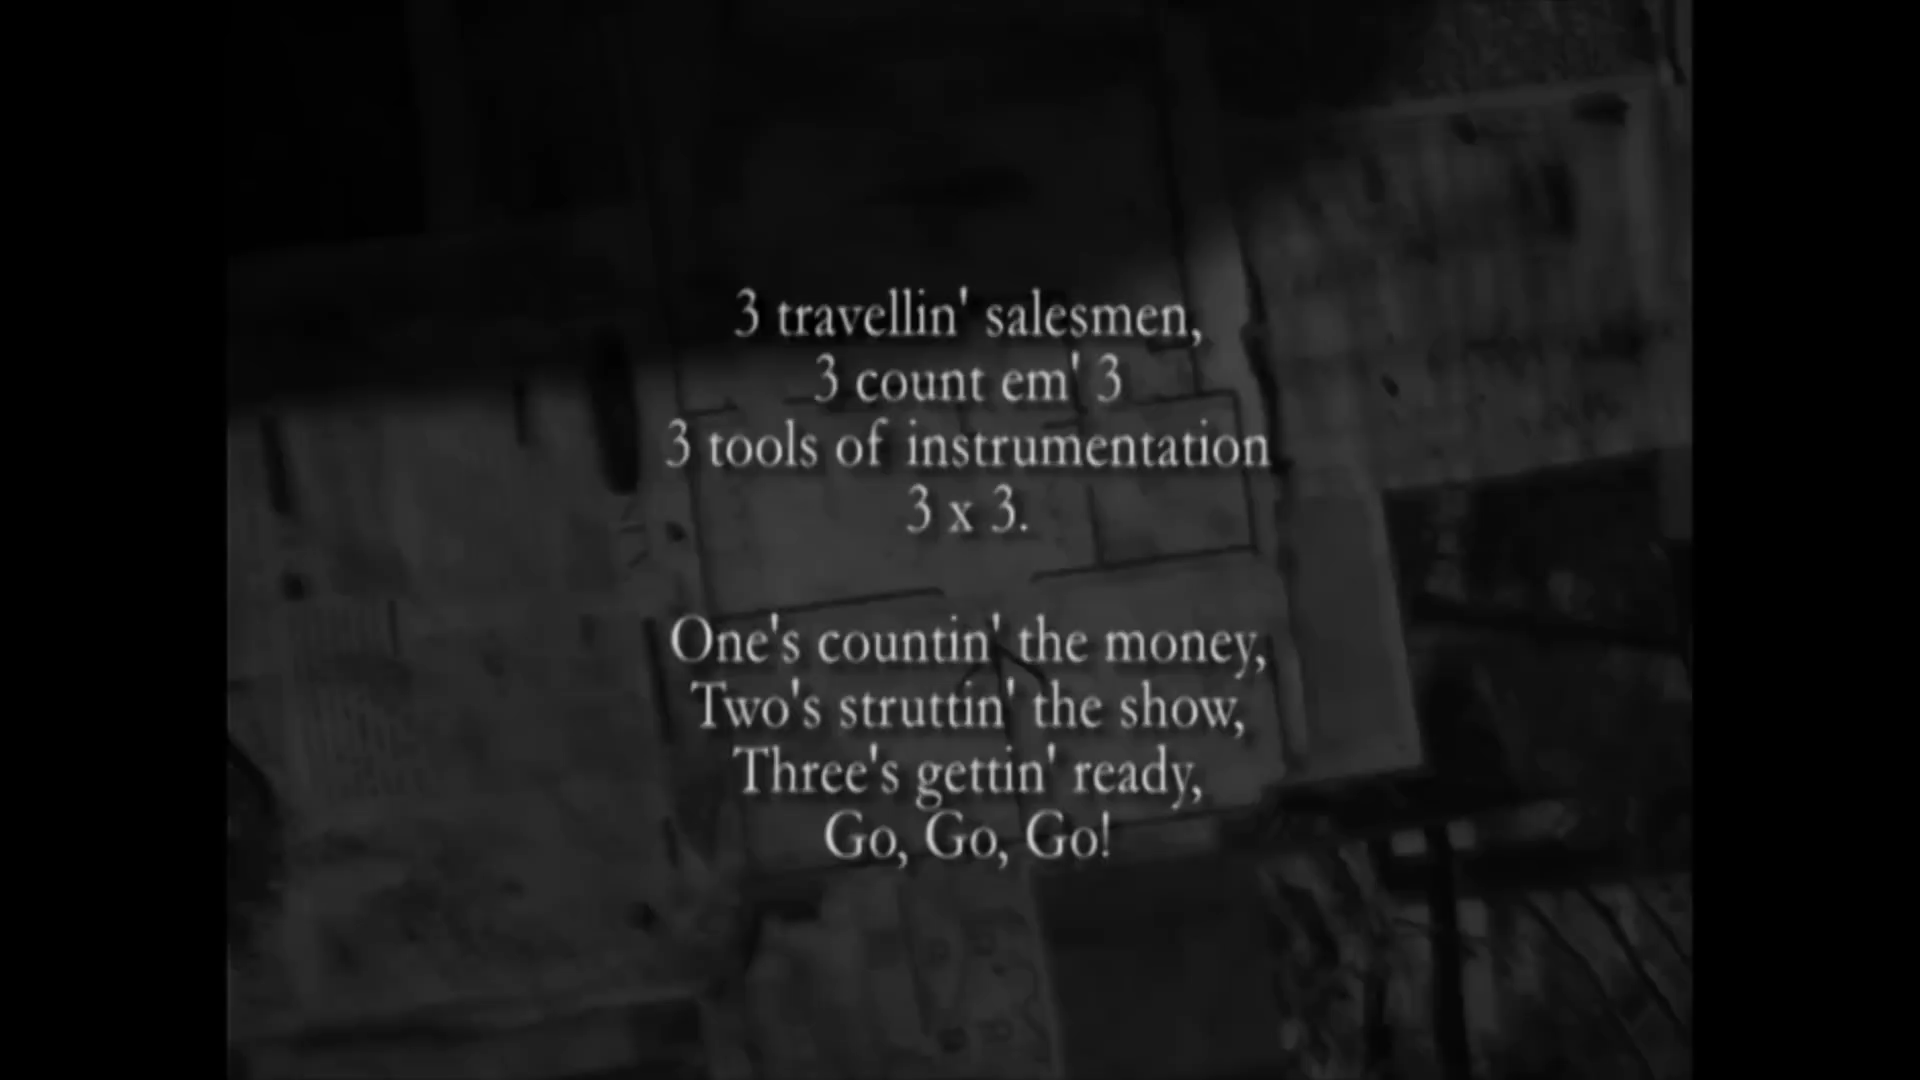 3 travellin' salesmen,
3 count em' 3
3 tools of instrumentation
3 x 3.
One's countin' the money,
Two's struttin' the show,
Three's gettin' ready,
Go, Go, Go!